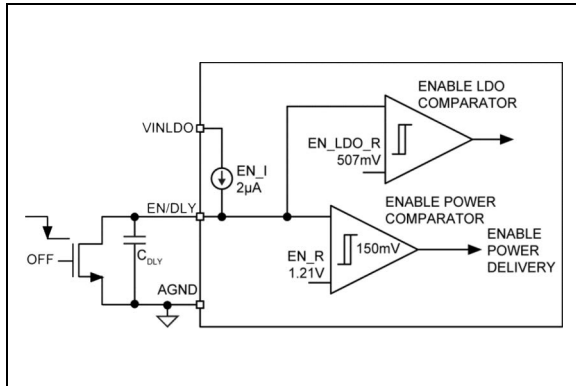 ENABLE LDO
COMPARATOR
VINLDO
EN_LDO_R
507mV
EN_I
2µA
EN/DLY
ENABLE POWER
COMPARATOR
ENABLE
POWER
DELIVERY
150mV
EN_R
1.21V
OFF
CDLY
AGND